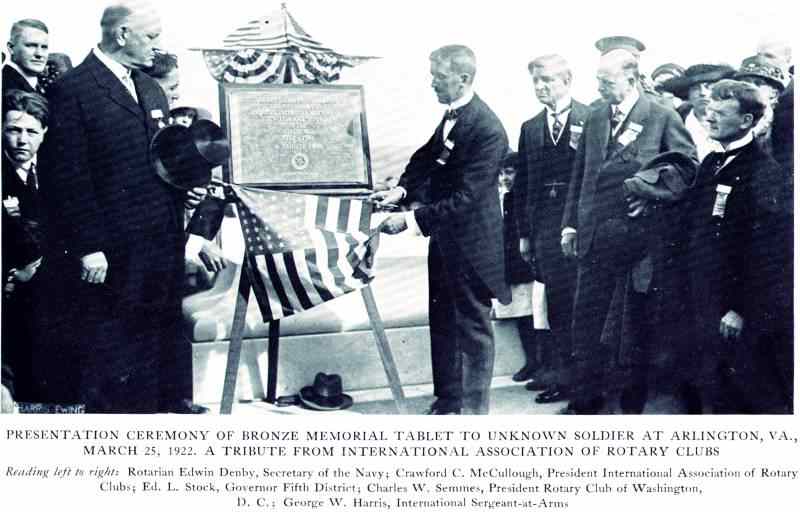 HARRIS EWING
PRESENTATION CEREMONY OF BRONZE MEMORIAL TABLET TO UNKNOWN SOLDIER AT ARLINGTON, VA.,
MARCH 25, 1922. A TRIBUTE FROM INTERNATIONAL ASSOCIATION OF ROTARY CLUBS
Reading left to right: Rotarian Edwin Denby, Secretary of the Navy; Crawford C. McCullough, President International Association of Rotary
Clubs; Ed. L. Stock, Governor Fifth District; Charles W. Semmes, President Rotary Club of Washington,
D. C.; George W. Harris, International Sergeant-at-Arms